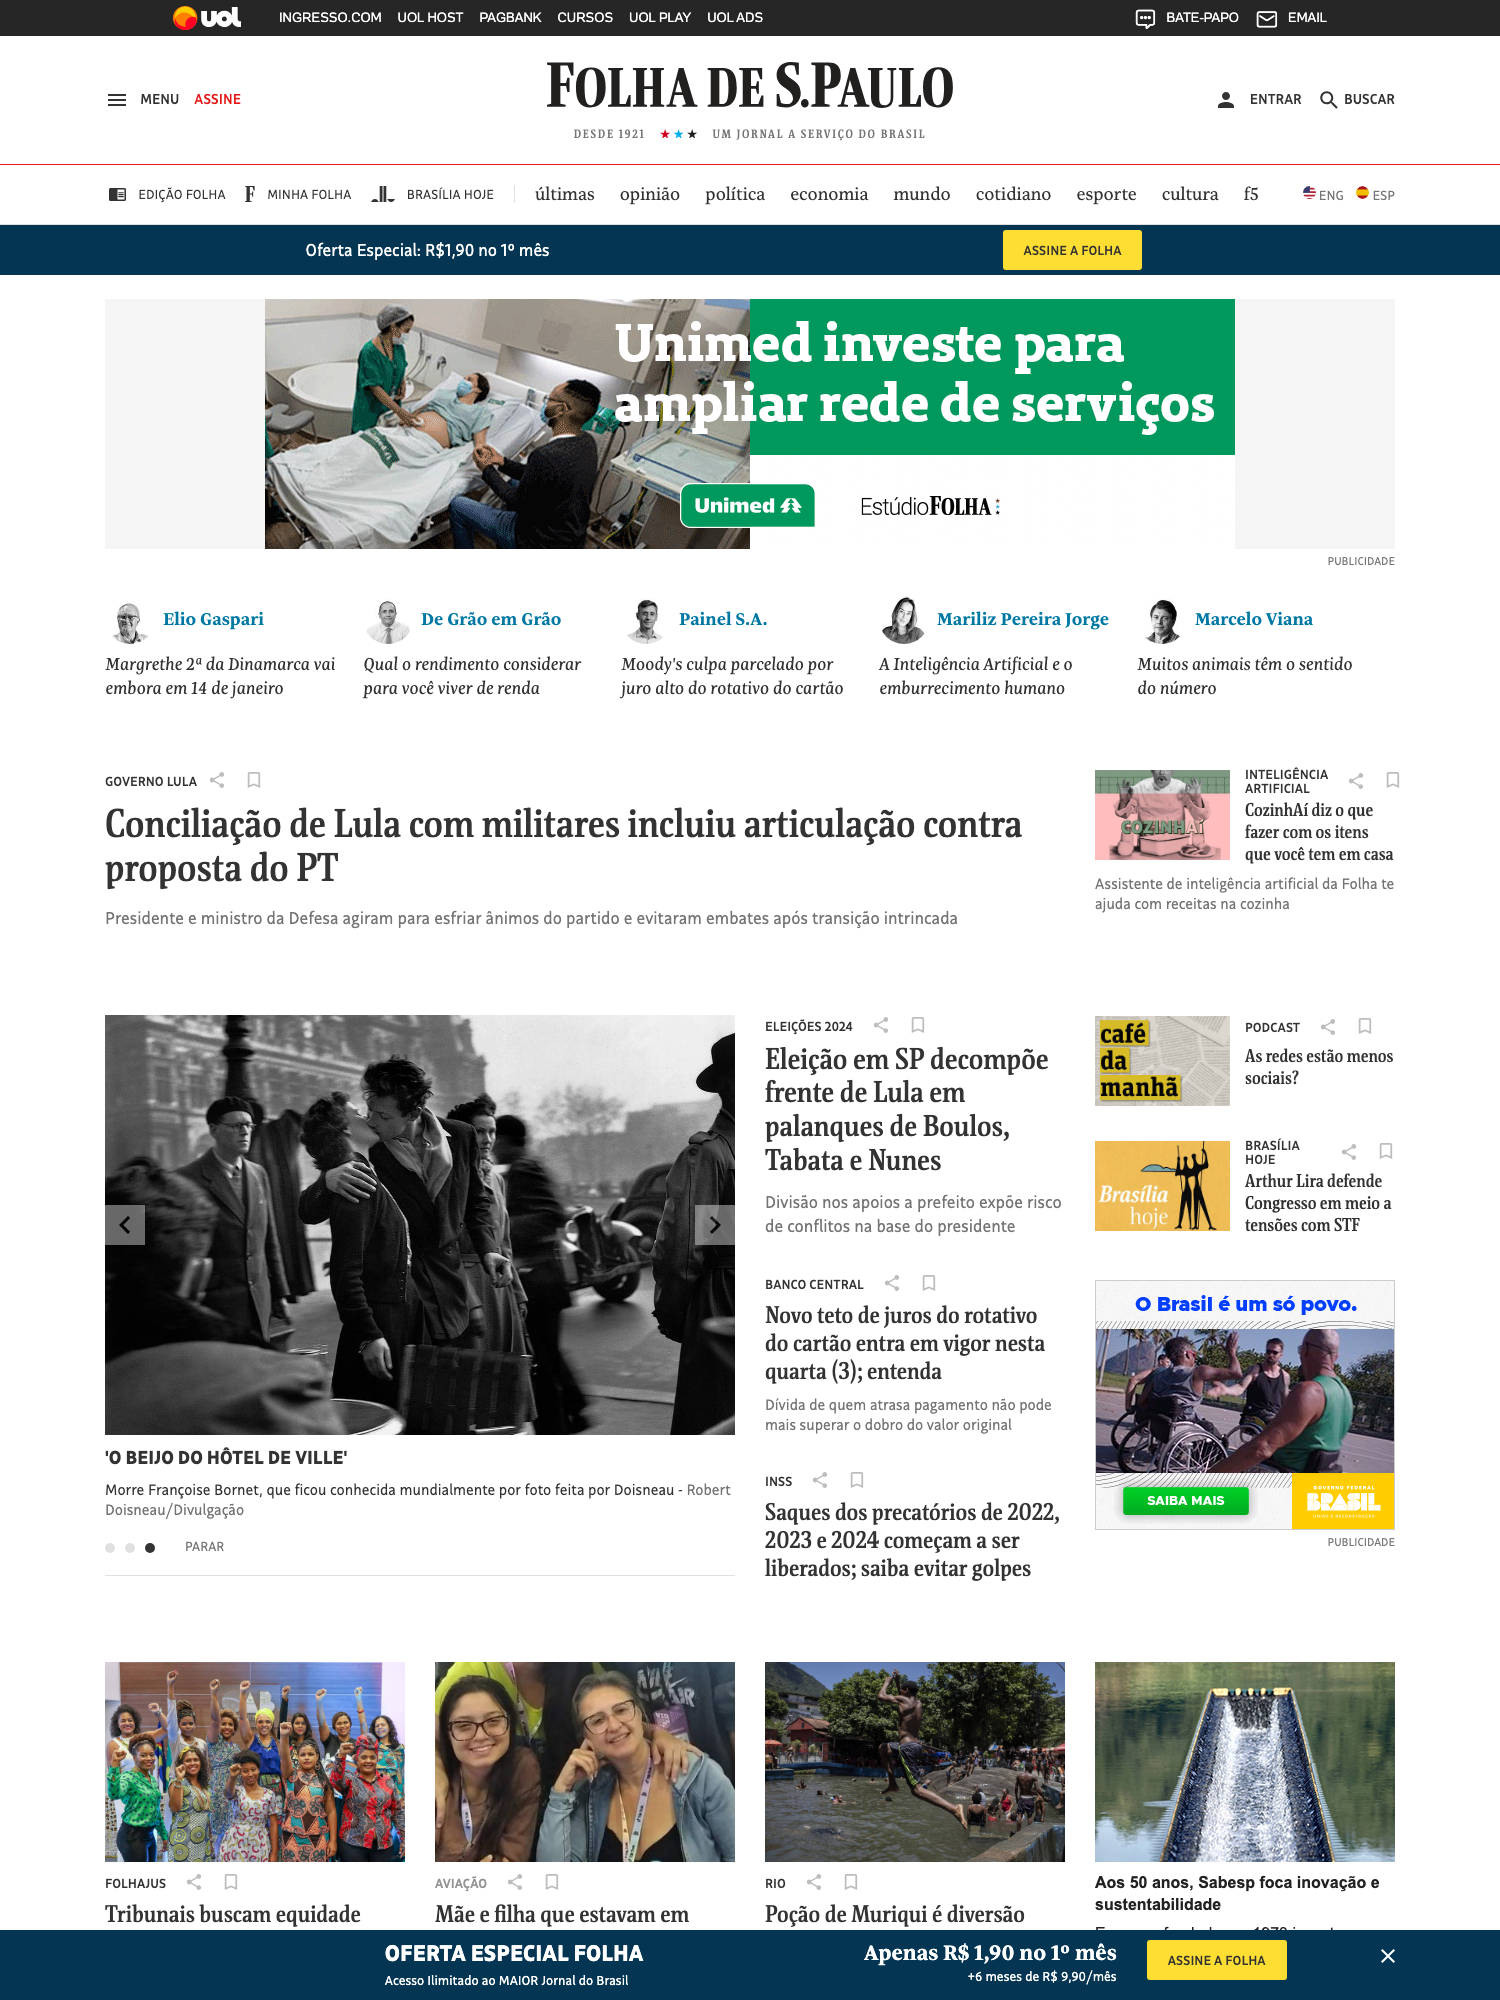 uol INGRESSO.COM UOL HOST PAGBANK CURSOS UOL PLAY UOL ADS BATE-PAPO EMAIL
MENU ASSINE FOLHA DE S.PAULO ENTRAR BUSCAR
DESDE 1921 ★★★ UM JORNAL A SERVIÇO DO BRASIL
EDIÇÃO FOLHA F MINHA FOLHA BRASÍLIA HOJE últimas opinião política economia mundo cotidiano esporte cultura f5 ENG ESP
Oferta Especial: R$1,90 no 1º mês ASSINE A FOLHA
Unimed investe para
ampliar rede de serviços
Unimed EstúdioFOLHA
PUBLICIDADE
Elio Gaspari
Margrethe 2ª da Dinamarca vai
embora em 14 de janeiro
De Grão em Grão
Qual o rendimento considerar
para você viver de renda
Painel S.A.
Moody's culpa parcelado por
juro alto do rotativo do cartão
Mariliz Pereira Jorge
A Inteligência Artificial e o
emburrecimento humano
Marcelo Viana
Muitos animais têm o sentido
do número
GOVERNO LULA
Conciliação de Lula com militares incluiu articulação contra
proposta do PT
Presidente e ministro da Defesa agiram para esfriar ânimos do partido e evitaram embates após transição intrincada
COZINHAÍ
INTELIGÊNCIA
ARTIFICIAL
CozinhAí diz o que
fazer com os itens
que você tem em casa
Assistente de inteligência artificial da Folha te
ajuda com receitas na cozinha
'O BEIJO DO HÔTEL DE VILLE'
Morre Françoise Bornet, que ficou conhecida mundialmente por foto feita por Doisneau - Robert
Doisneau/Divulgação
PARAR
ELEIÇÕES 2024
Eleição em SP decompõe
frente de Lula em
palanques de Boulos,
Tabata e Nunes
Divisão nos apoios a prefeito expõe risco
de conflitos na base do presidente
BANCO CENTRAL
Novo teto de juros do rotativo
do cartão entra em vigor nesta
quarta (3); entenda
Dívida de quem atrasa pagamento não pode
mais superar o dobro do valor original
INSS
Saques dos precatórios de 2022,
2023 e 2024 começam a ser
liberados; saiba evitar golpes
café
da
manhã
PODCAST
As redes estão menos
sociais?
Brasília
hoje
BRASÍLIA
HOJE
Arthur Lira defende
Congresso em meio a
tensões com STF
O Brasil é um só povo.
SAIBA MAIS
GOVERNO FEDERAL
BRASIL
UNIÃO E RECONSTRUÇÃO
PUBLICIDADE
FOLHAJUS
Tribunais buscam equidade
AVIAÇÃO
Mãe e filha que estavam em
RIO
Poção de Muriqui é diversão
Aos 50 anos, Sabesp foca inovação e
sustentabilidade
OFERTA ESPECIAL FOLHA
Acesso Ilimitado ao MAIOR Jornal do Brasil
Apenas R$ 1,90 no 1º mês
+6 meses de R$ 9,90/mês
ASSINE A FOLHA